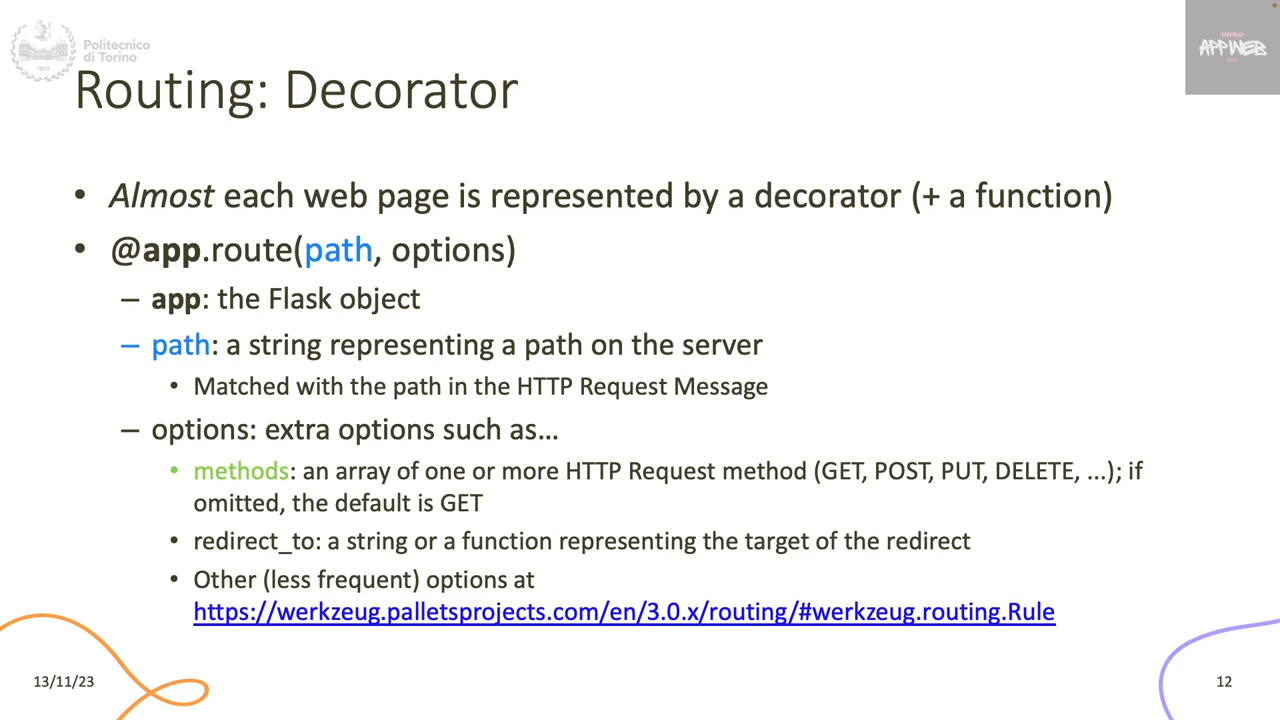 Politecnico
di Torino
1859
INTRO
APPWEB
Routing: Decorator
• Almost each web page is represented by a decorator (+ a function)
• @app.route(path, options)
– app: the Flask object
– path: a string representing a path on the server
• Matched with the path in the HTTP Request Message
– options: extra options such as…
• methods: an array of one or more HTTP Request method (GET, POST, PUT, DELETE, ...); if
omitted, the default is GET
• redirect_to: a string or a function representing the target of the redirect
• Other (less frequent) options at
https://werkzeug.palletsprojects.com/en/3.0.x/routing/#werkzeug.routing.Rule
13/11/23
12